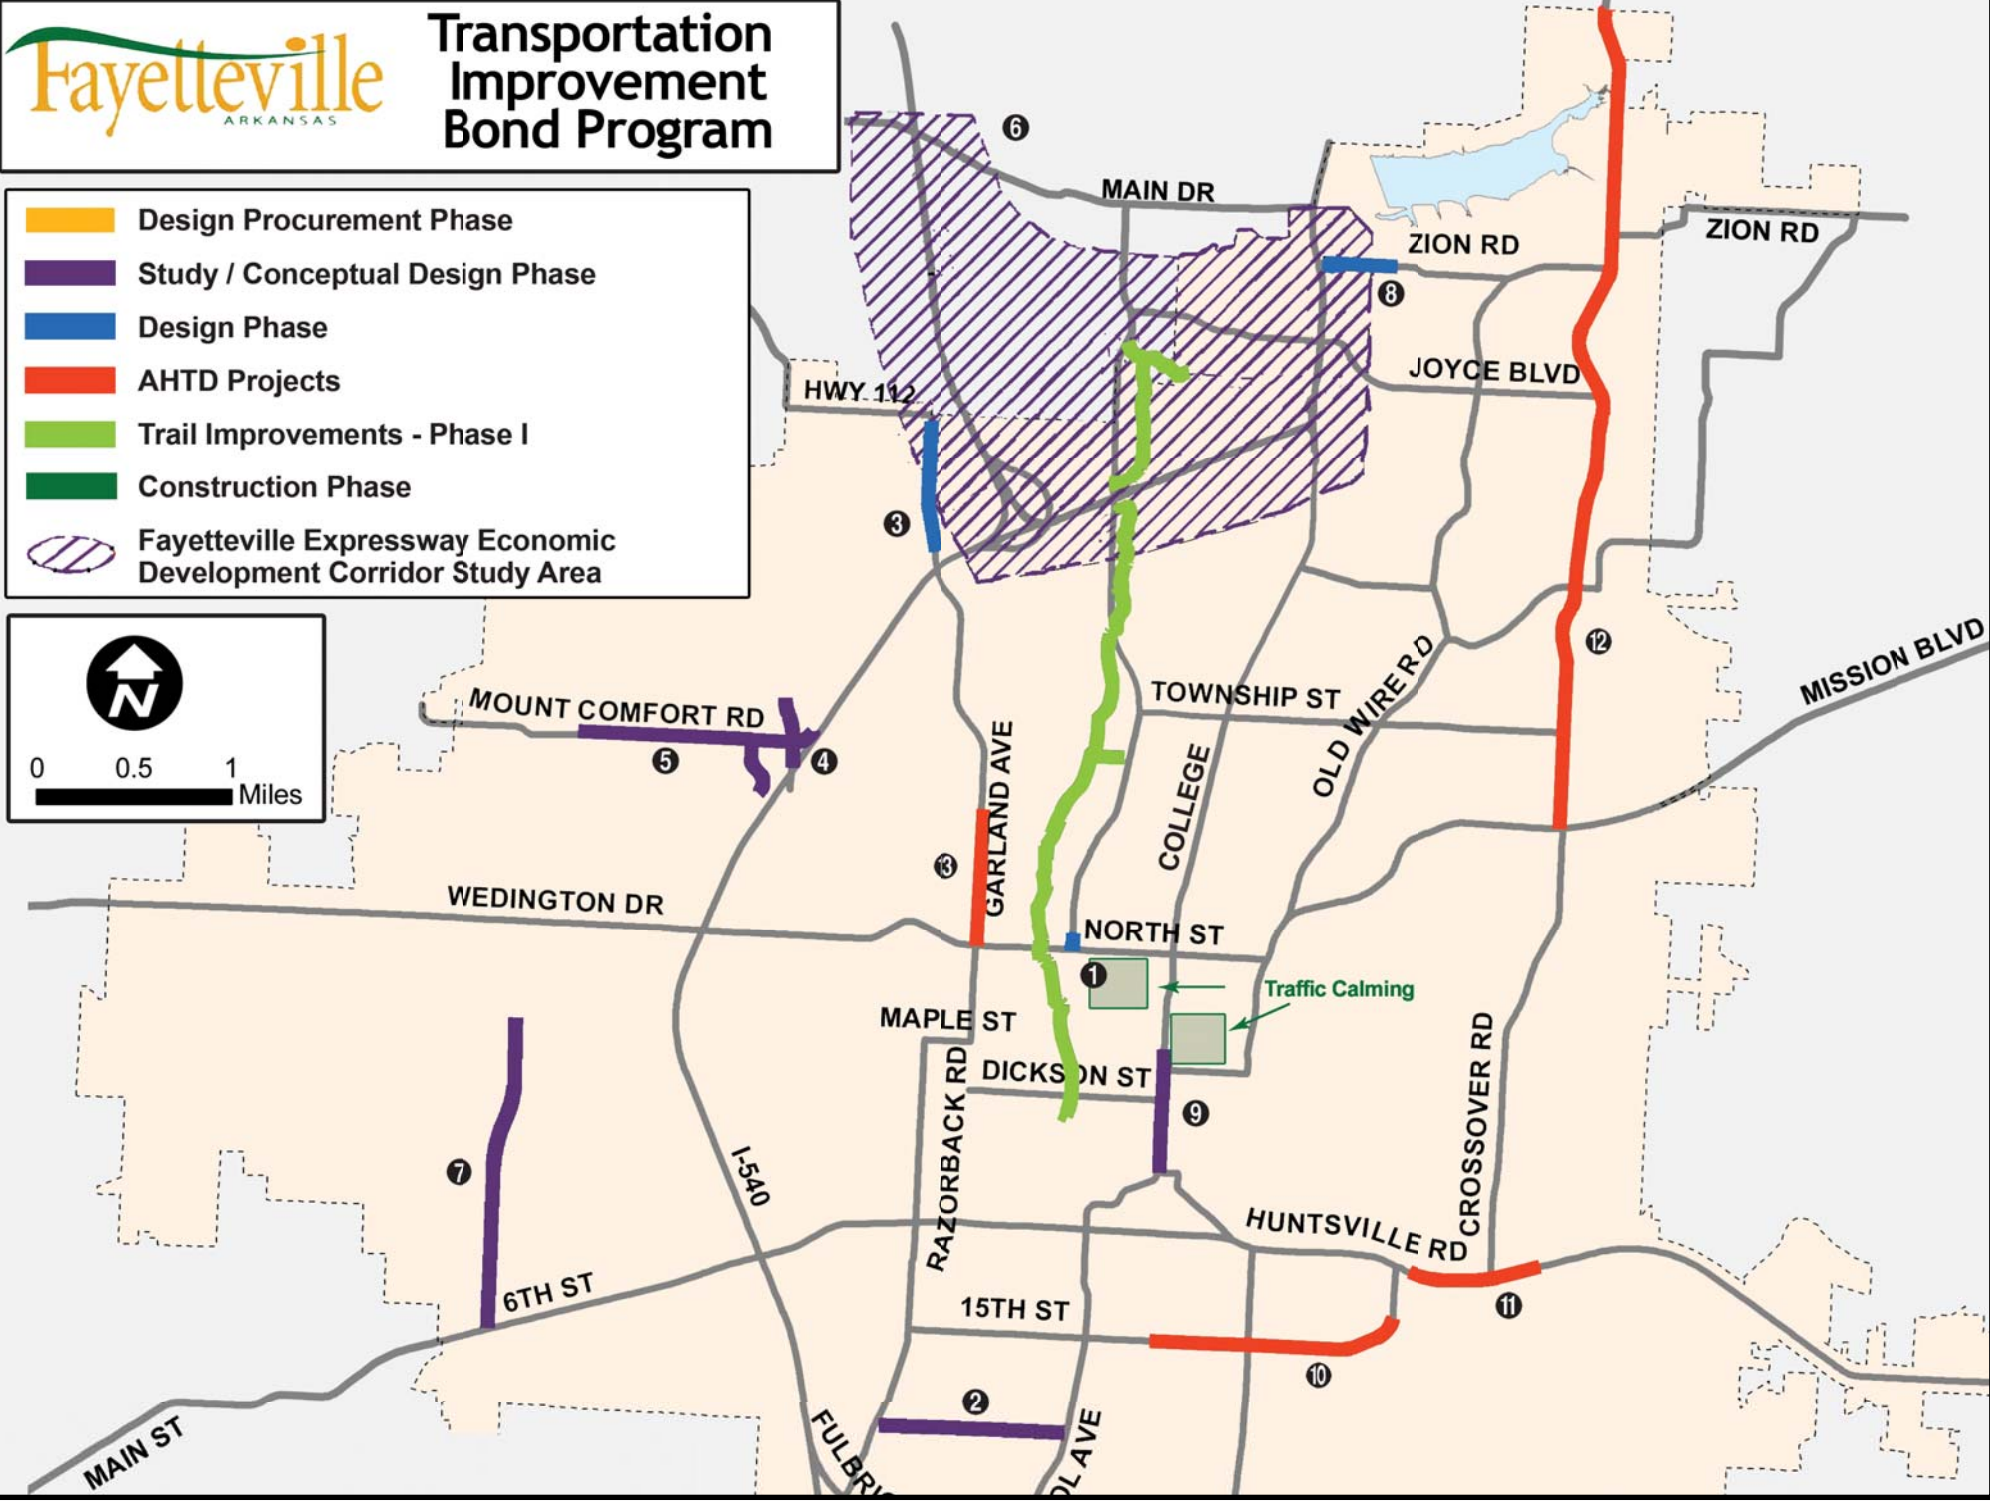 Fayetteville
ARKANSAS
Transportation
Improvement
Bond Program
Design Procurement Phase
Study / Conceptual Design Phase
Design Phase
AHTD Projects
Trail Improvements - Phase I
Construction Phase
Fayetteville Expressway Economic
Development Corridor Study Area
N
0 0.5 1
Miles
6
MAIN DR
ZION RD
ZION RD
8
JOYCE BLVD
HWY 112
3
12
MISSION BLVD
MOUNT COMFORT RD
5
4
TOWNSHIP ST
OLD WIRE RD
GARLAND AVE
COLLEGE
13
WEDINGTON DR
NORTH ST
1
Traffic Calming
MAPLE ST
DICKSON ST
9
RAZORBACK RD
CROSSOVER RD
7
I-540
HUNTSVILLE RD
6TH ST
15TH ST
11
10
2
MAIN ST
FULBRI
OL AVE